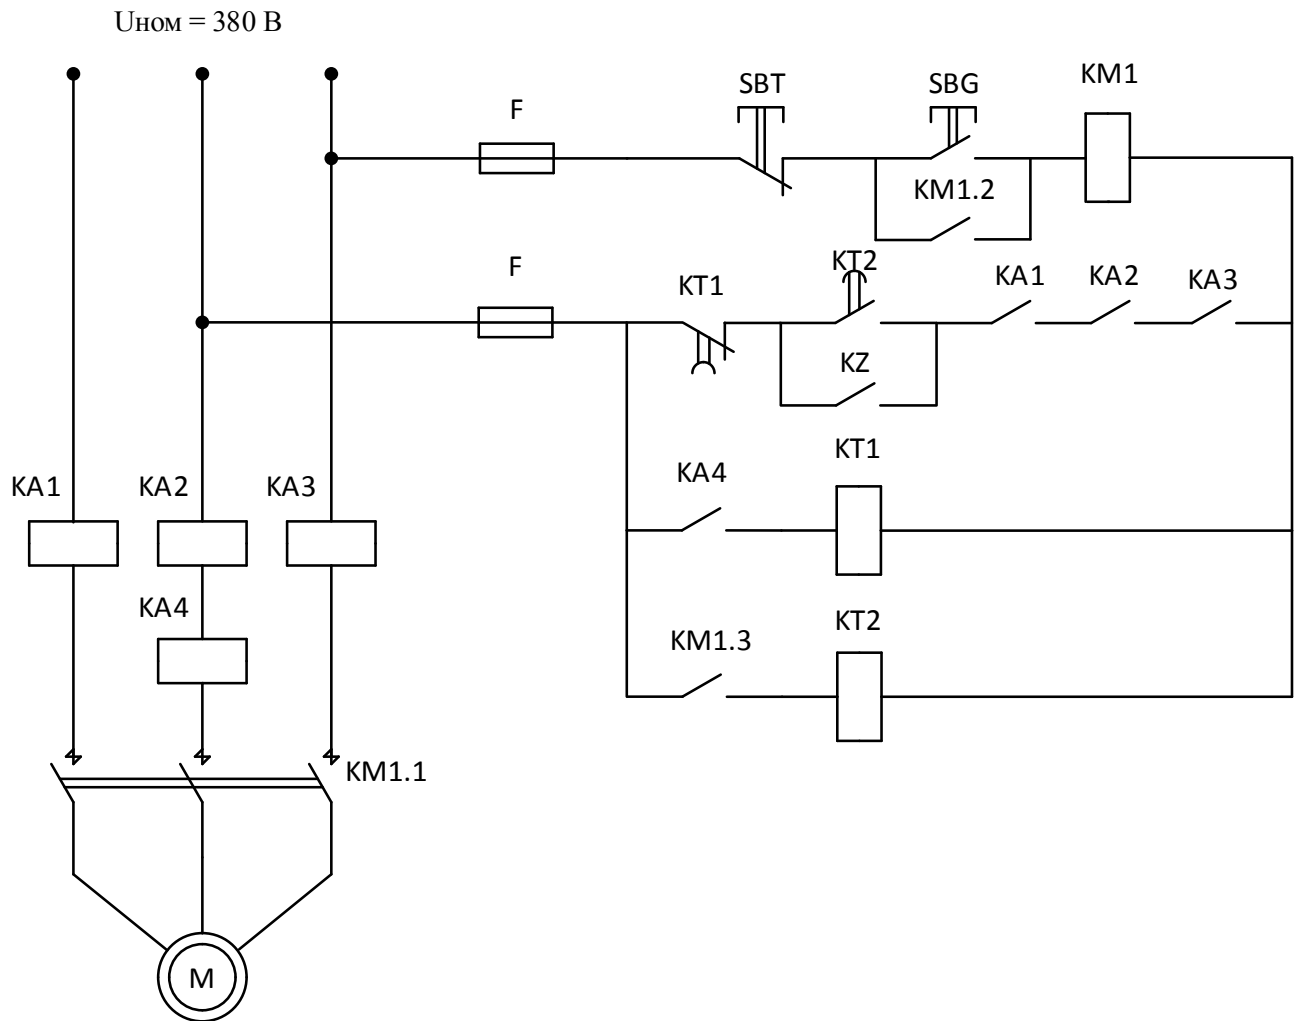 Uном = 380 В
F
SBT
SBG
KM1
KM1.2
F
KT1
KT2
KA1
KA2
KA3
KZ
KA1
KA2
KA3
KA4
KT1
KA4
KM1.3
KT2
KM1.1
M